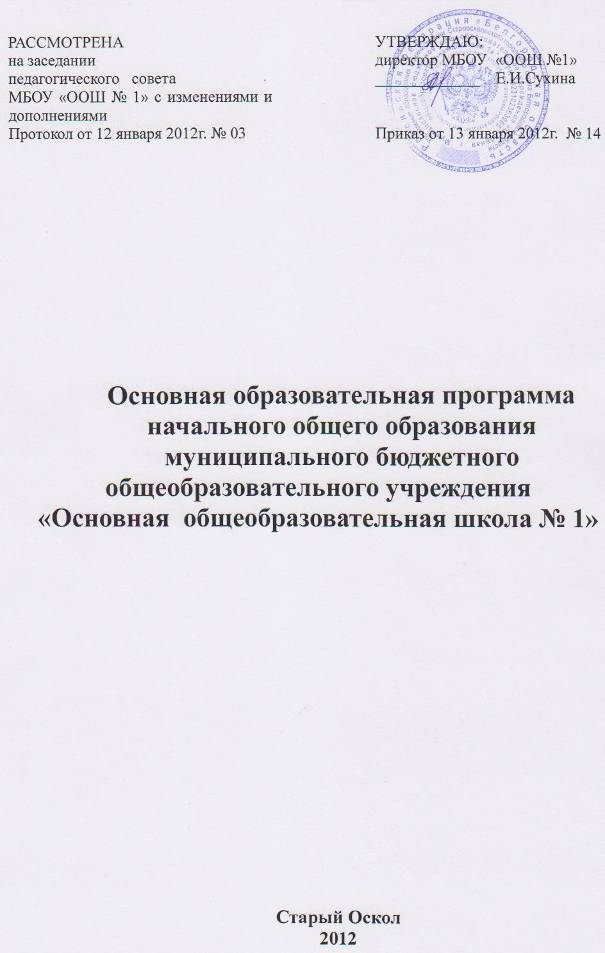 РАССМОТРЕНА
на заседании
педагогического совета
МБОУ «ООШ № 1» с изменениями и
дополнениями
Протокол от 12 января 2012г. № 03
УТВЕРЖДАЮ:
директор МБОУ «ООШ №1»
Е.И.Сухина
Приказ от 13 января 2012г. № 14
Основная образовательная программа
начального общего образования
муниципального бюджетного
общеобразовательного учреждения
«Основная общеобразовательная школа № 1»
Старый Оскол
2012